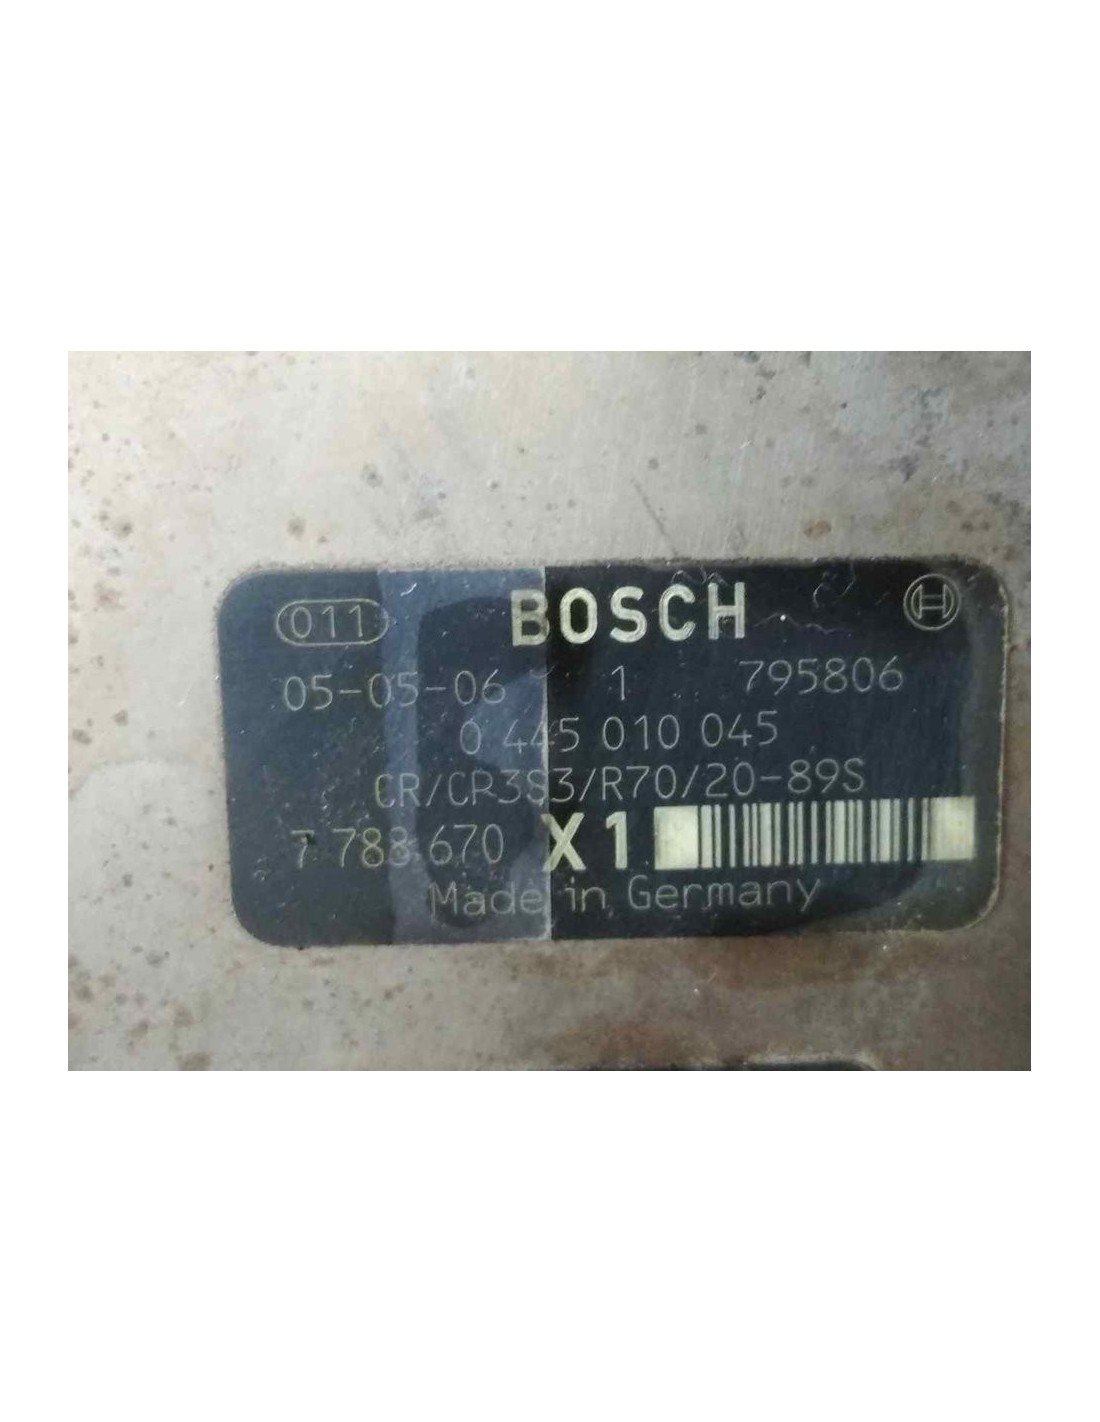 011 BOSCH
05-05-06 1 795806
0 445 010 045
CR/CP3S3/R70/20-89S
7 788 670 X1
Made in Germany